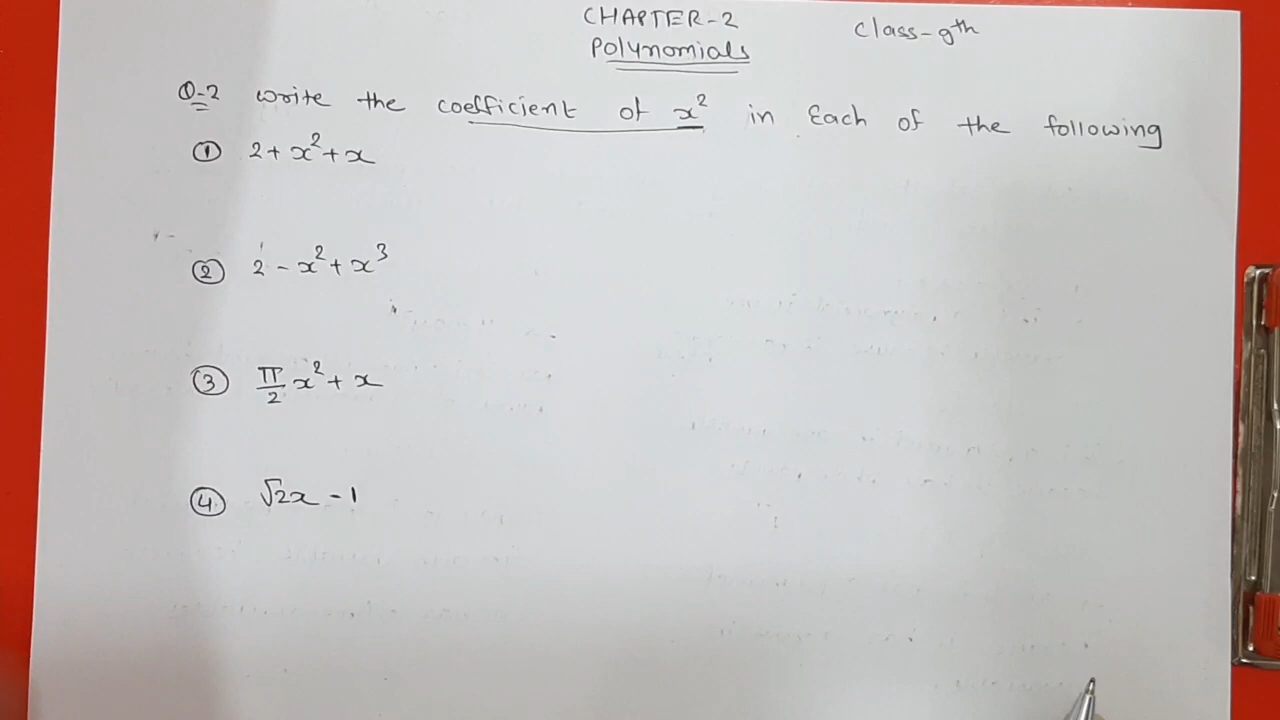 CHAPTER-2
Class-9th
Polynomials
Q-2 Write the coefficient of x² in Each of the following
① 2 + x² + x
② 2 - x² + x³
③ π/2 x² + x
④ √2x - 1